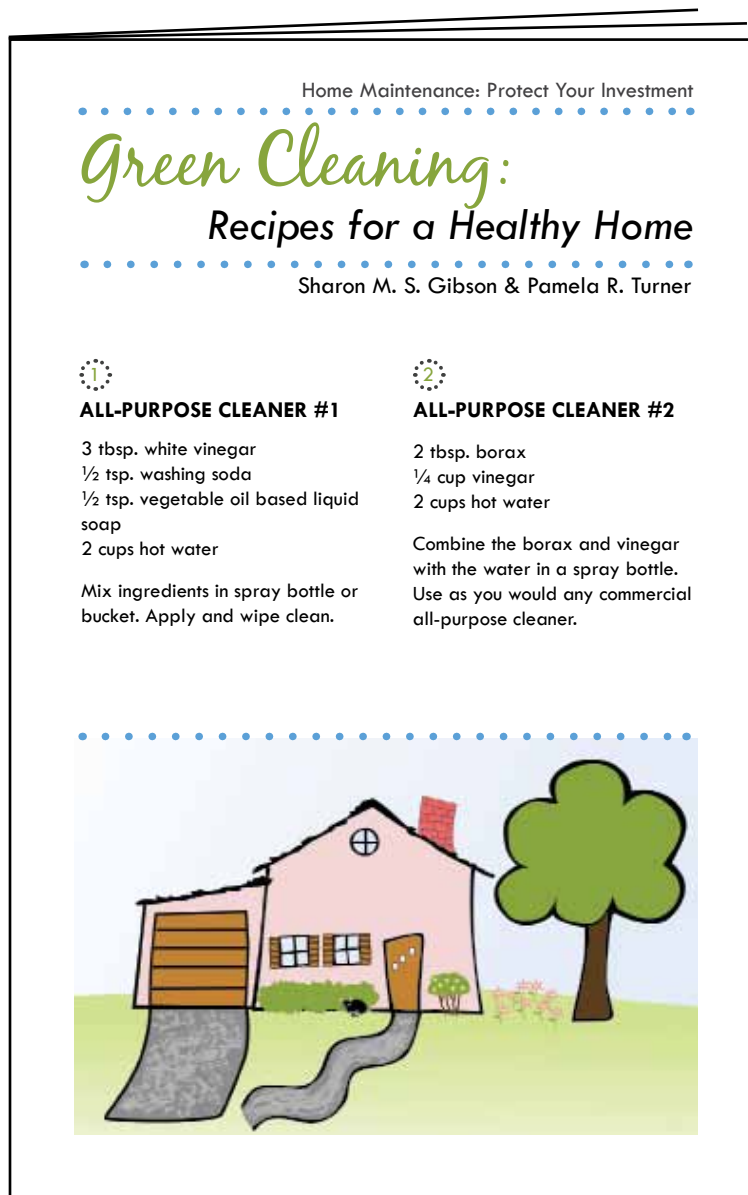 Home Maintenance: Protect Your Investment
Green Cleaning:
Recipes for a Healthy Home
Sharon M. S. Gibson & Pamela R. Turner
1
ALL-PURPOSE CLEANER #1
3 tbsp. white vinegar
½ tsp. washing soda
½ tsp. vegetable oil based liquid
soap
2 cups hot water
Mix ingredients in spray bottle or
bucket. Apply and wipe clean.
2
ALL-PURPOSE CLEANER #2
2 tbsp. borax
¼ cup vinegar
2 cups hot water
Combine the borax and vinegar
with the water in a spray bottle.
Use as you would any commercial
all-purpose cleaner.